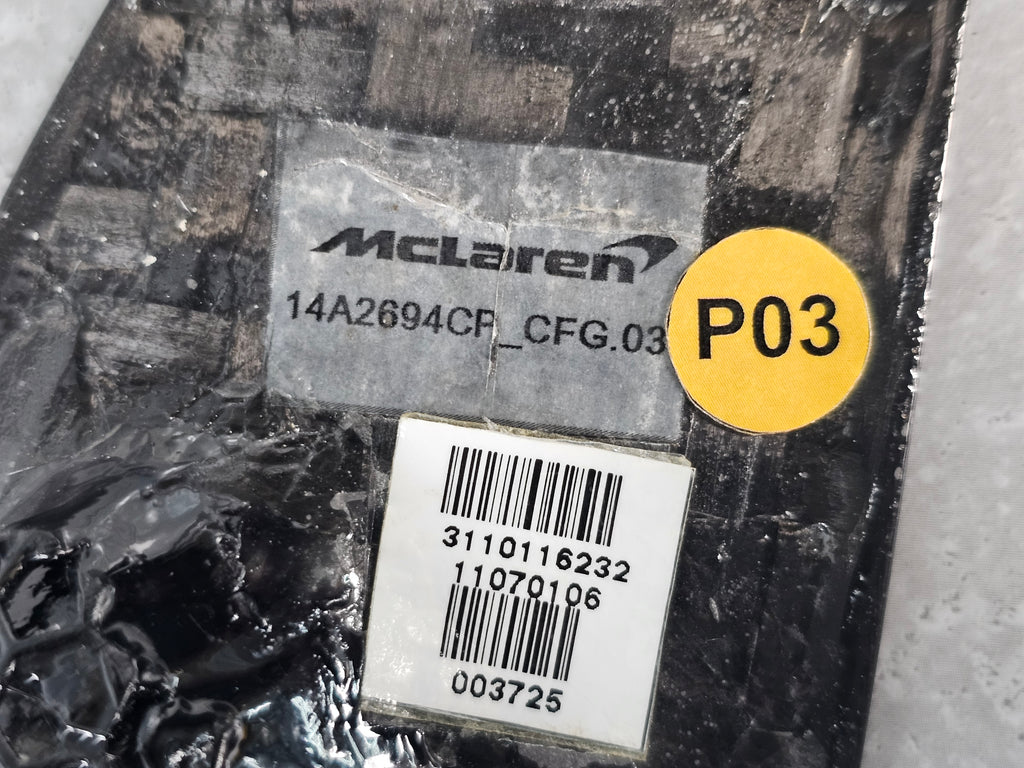 McLaren
14A2694CP_CFG.03
P03
3110116232
11070106
003725